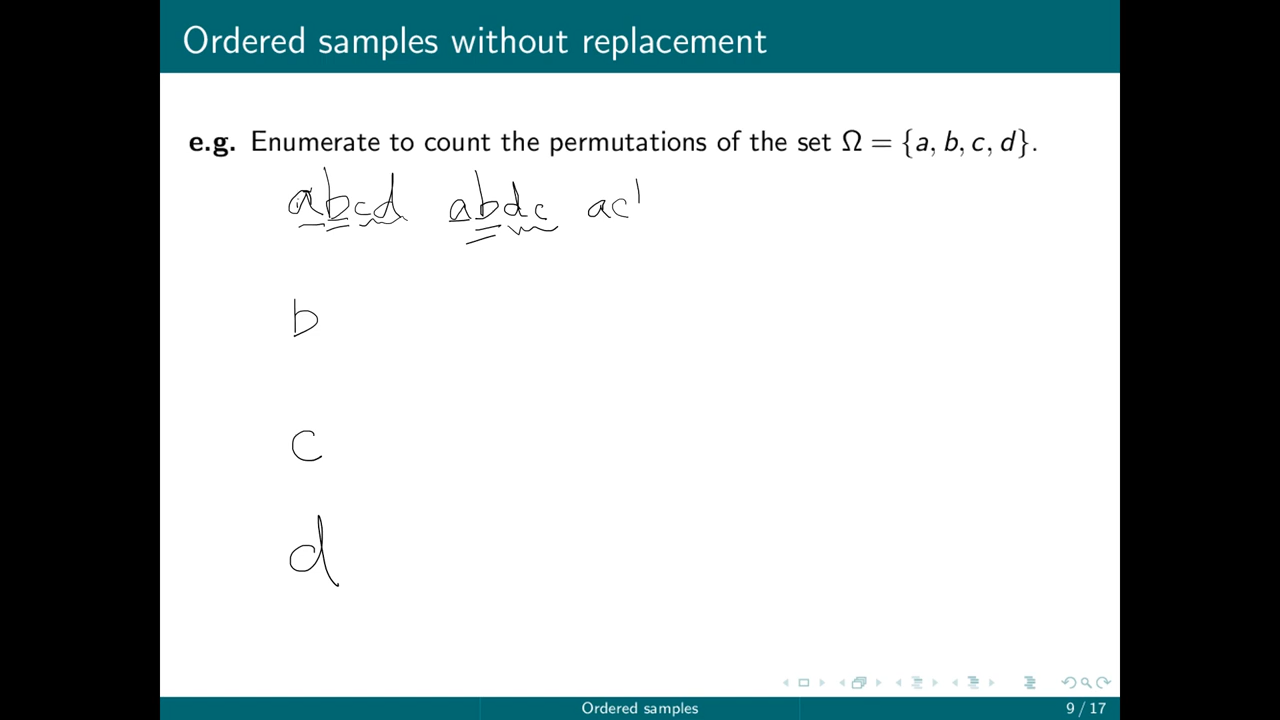 Ordered samples without replacement
e.g. Enumerate to count the permutations of the set Ω = {a, b, c, d}.
abcd abdc ac
b
c
d
Ordered samples 9 / 17